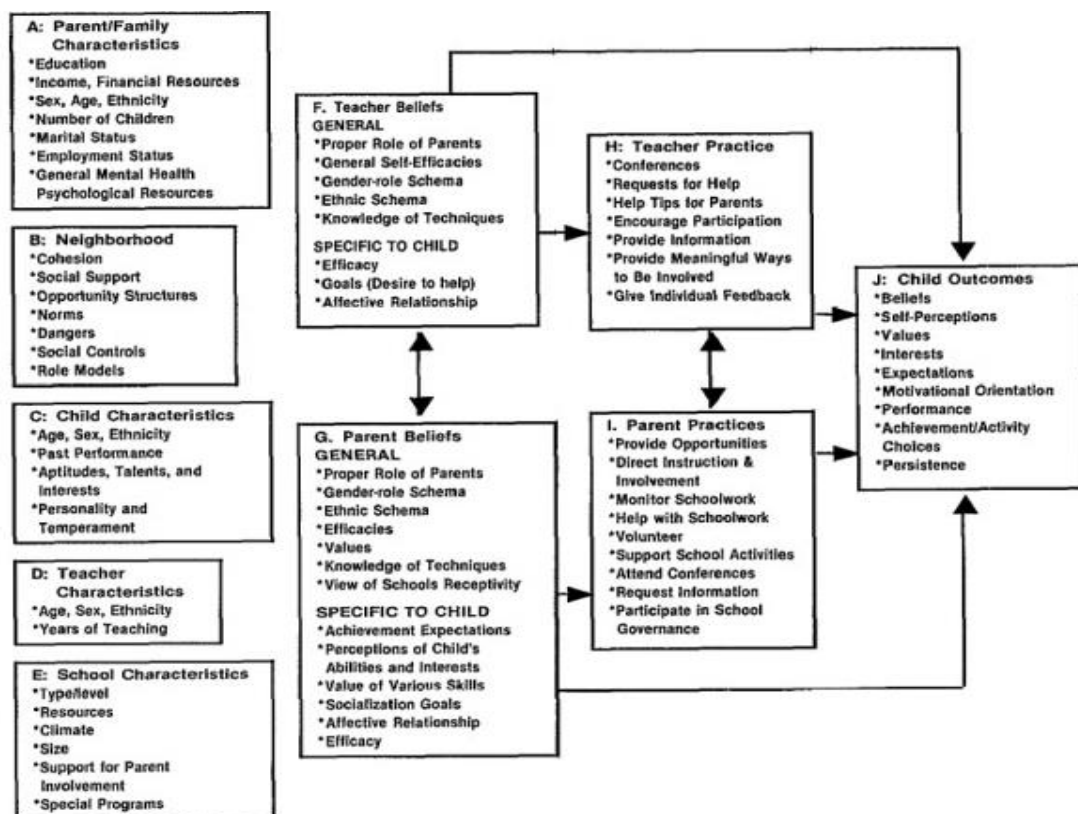 A: Parent/Family
Characteristics
*Education
*Income, Financial Resources
*Sex, Age, Ethnicity
*Number of Children
*Marital Status
*Employment Status
*General Mental Health
Psychological Resources
B: Neighborhood
*Cohesion
*Social Support
*Opportunity Structures
*Norms
*Dangers
*Social Controls
*Role Models
C: Child Characteristics
*Age, Sex, Ethnicity
*Past Performance
*Aptitudes, Talents, and
Interests
*Personality and
Temperament
D: Teacher
Characteristics
*Age, Sex, Ethnicity
*Years of Teaching
E: School Characteristics
*Type/level
*Resources
*Climate
*Size
*Support for Parent
Involvement
*Special Programs
F. Teacher Beliefs
GENERAL
*Proper Role of Parents
*General Self-Efficacies
*Gender-role Schema
*Ethnic Schema
*Knowledge of Techniques
SPECIFIC TO CHILD
*Efficacy
*Goals (Desire to help)
*Affective Relationship
G. Parent Beliefs
GENERAL
*Proper Role of Parents
*Gender-role Schema
*Ethnic Schema
*Efficacies
*Values
*Knowledge of Techniques
*View of Schools Receptivity
SPECIFIC TO CHILD
*Achievement Expectations
*Perceptions of Child's
Abilities and Interests
*Value of Various Skills
*Socialization Goals
*Affective Relationship
*Efficacy
H: Teacher Practice
*Conferences
*Requests for Help
*Help Tips for Parents
*Encourage Participation
*Provide Information
*Provide Meaningful Ways
to Be Involved
*Give Individual Feedback
I. Parent Practices
*Provide Opportunities
*Direct Instruction &
Involvement
*Monitor Schoolwork
*Help with Schoolwork
*Volunteer
*Support School Activities
*Attend Conferences
*Request Information
*Participate in School
Governance
J: Child Outcomes
*Beliefs
*Self-Perceptions
*Values
*Interests
*Expectations
*Motivational Orientation
*Performance
*Achievement/Activity
Choices
*Persistence